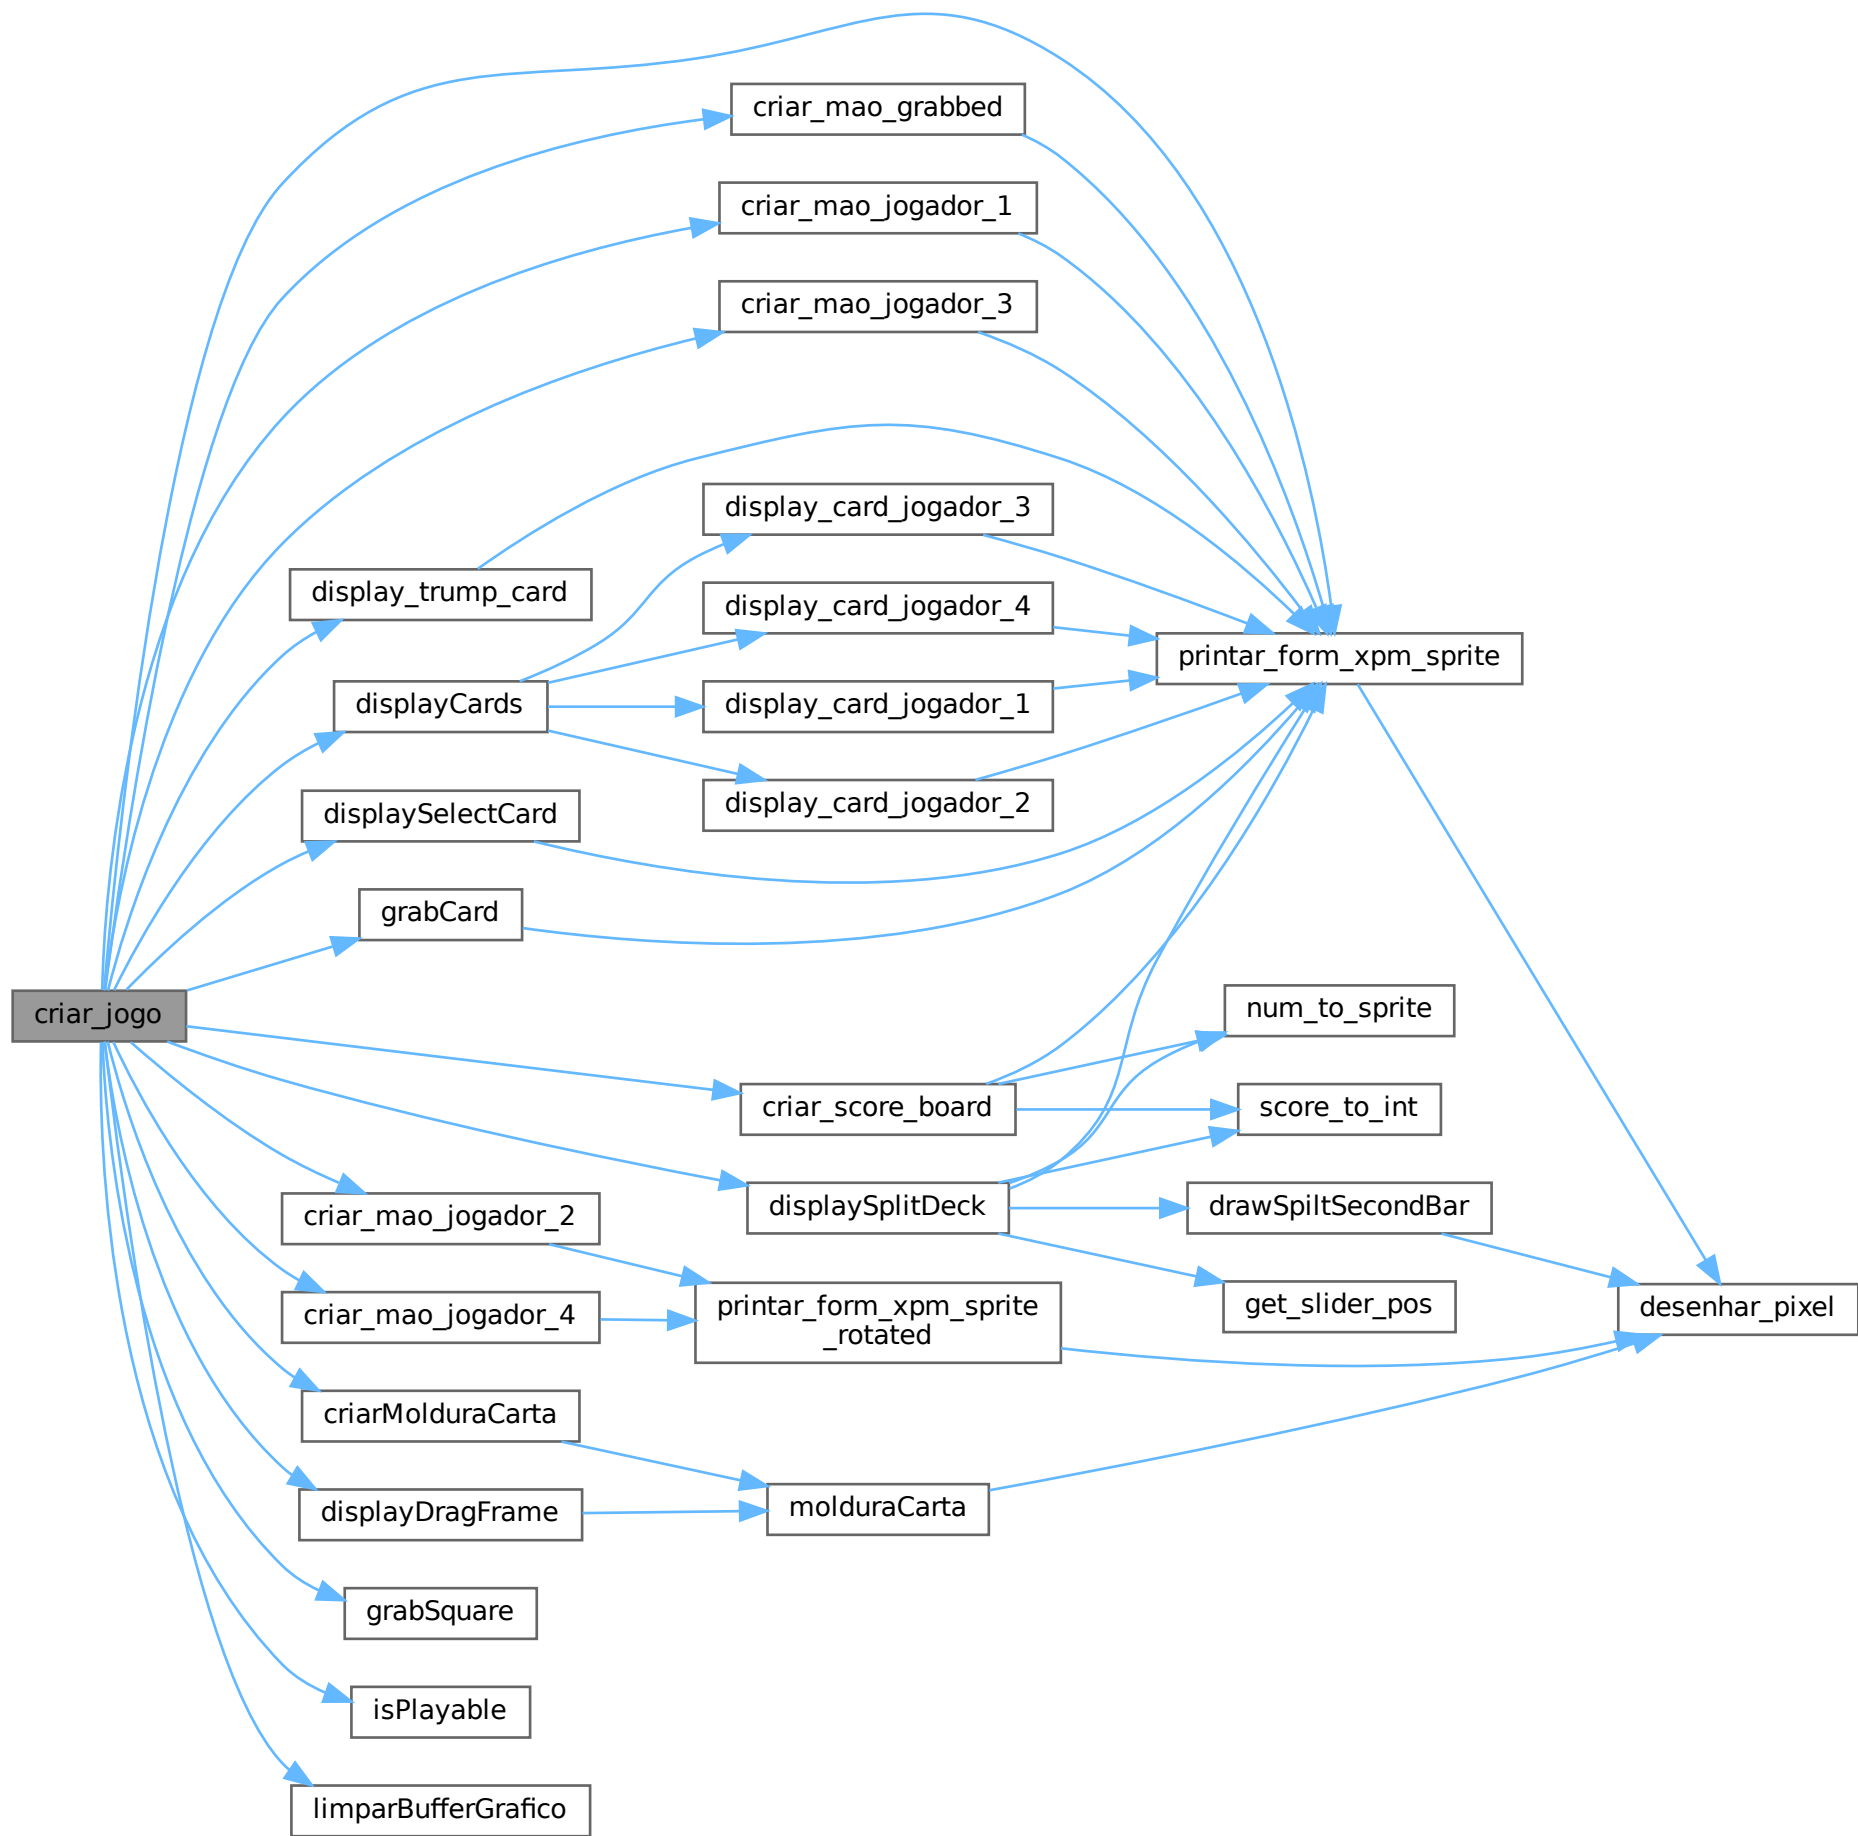 criar_mao_grabbed
criar_mao_jogador_1
criar_mao_jogador_3
display_card_jogador_3
display_trump_card
display_card_jogador_4
printar_form_xpm_sprite
displayCards
display_card_jogador_1
display_card_jogador_2
displaySelectCard
grabCard
criar_jogo
num_to_sprite
criar_score_board
score_to_int
displaySplitDeck
drawSpiltSecondBar
criar_mao_jogador_2
get_slider_pos
desenhar_pixel
printar_form_xpm_sprite
_rotated
criar_mao_jogador_4
criarMolduraCarta
molduraCarta
displayDragFrame
grabSquare
isPlayable
limparBufferGrafico